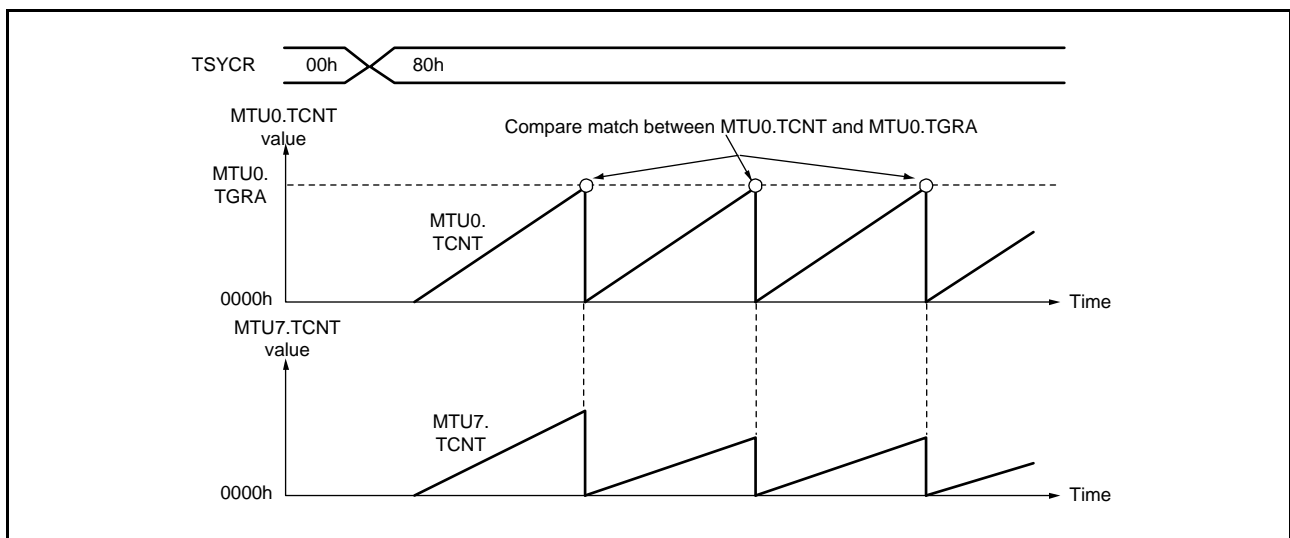 TSYCR 00h 80h
MTU0.TCNT
value
Compare match between MTU0.TCNT and MTU0.TGRA
MTU0.
TGRA
MTU0.
TCNT
0000h
Time
MTU7.TCNT
value
MTU7.
TCNT
0000h
Time